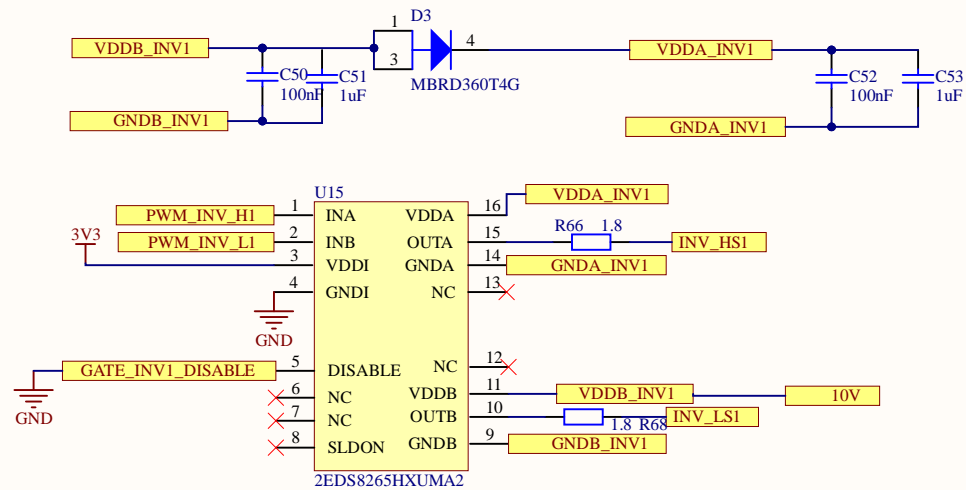 1 D3
VDDB_INV1 4 VDDA_INV1
3
C50 C51 MBRD360T4G C52 C53
100nF 1uF 100nF 1uF
GNDB_INV1 GNDA_INV1
U15
VDDA_INV1
PWM_INV_H1 1 INA VDDA 16
R66 1.8
3V3 PWM_INV_L1 2 INB OUTA 15 INV_HS1
3 VDDI GNDA 14 GNDA_INV1
4 GNDI NC 13
GND
GATE_INV1_DISABLE 5 DISABLE NC 12
6 NC VDDB 11 VDDB_INV1 10V
GND
7 NC OUTB 10 INV_LS1
1.8 R68
8 SLDON GNDB 9 GNDB_INV1
2EDS8265HXUMA2